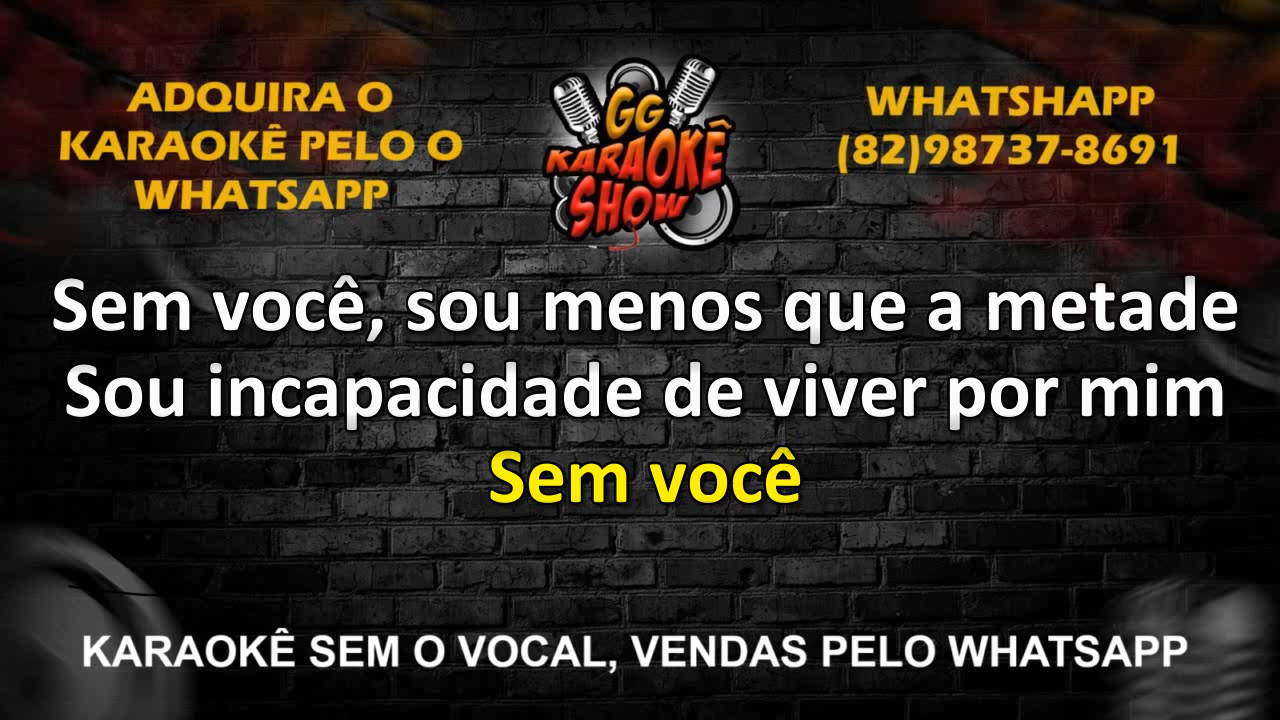 ADQUIRA O
KARAOKÊ PELO O
WHATSAPP
GG
KARAOKÊ
SHOW
WHATSHAPP
(82)98737-8691
Sem você, sou menos que a metade
Sou incapacidade de viver por mim
Sem você
KARAOKÊ SEM O VOCAL, VENDAS PELO WHATSAPP